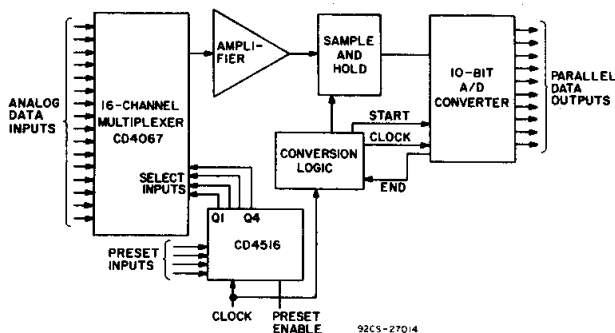 ANALOG
DATA
INPUTS
16-CHANNEL
MULTIPLEXER
CD4067
AMPLI-
FIER
SAMPLE
AND
HOLD
10-BIT
A/D
CONVERTER
PARALLEL
DATA
OUTPUTS
START
CLOCK
CONVERSION
LOGIC
END
SELECT
INPUTS
Q1 Q4
CD4516
PRESET
INPUTS
CLOCK
PRESET
ENABLE
92CS-27014